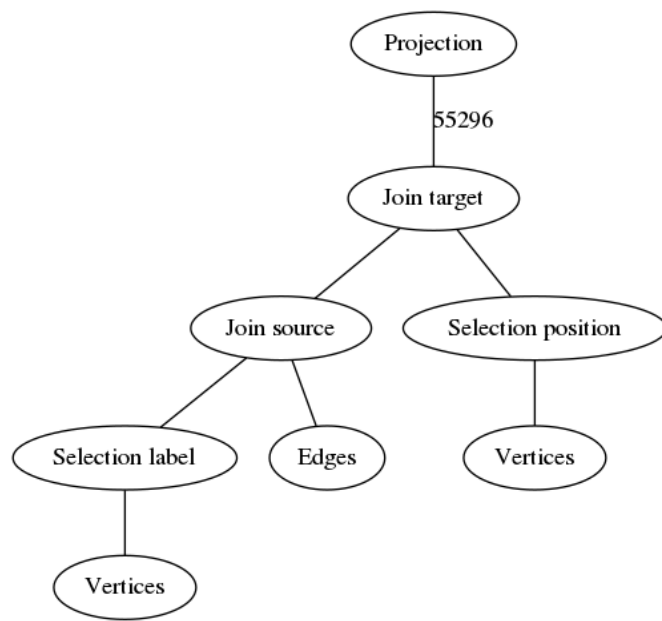 Projection
55296
Join target
Join source
Selection position
Selection label
Edges
Vertices
Vertices